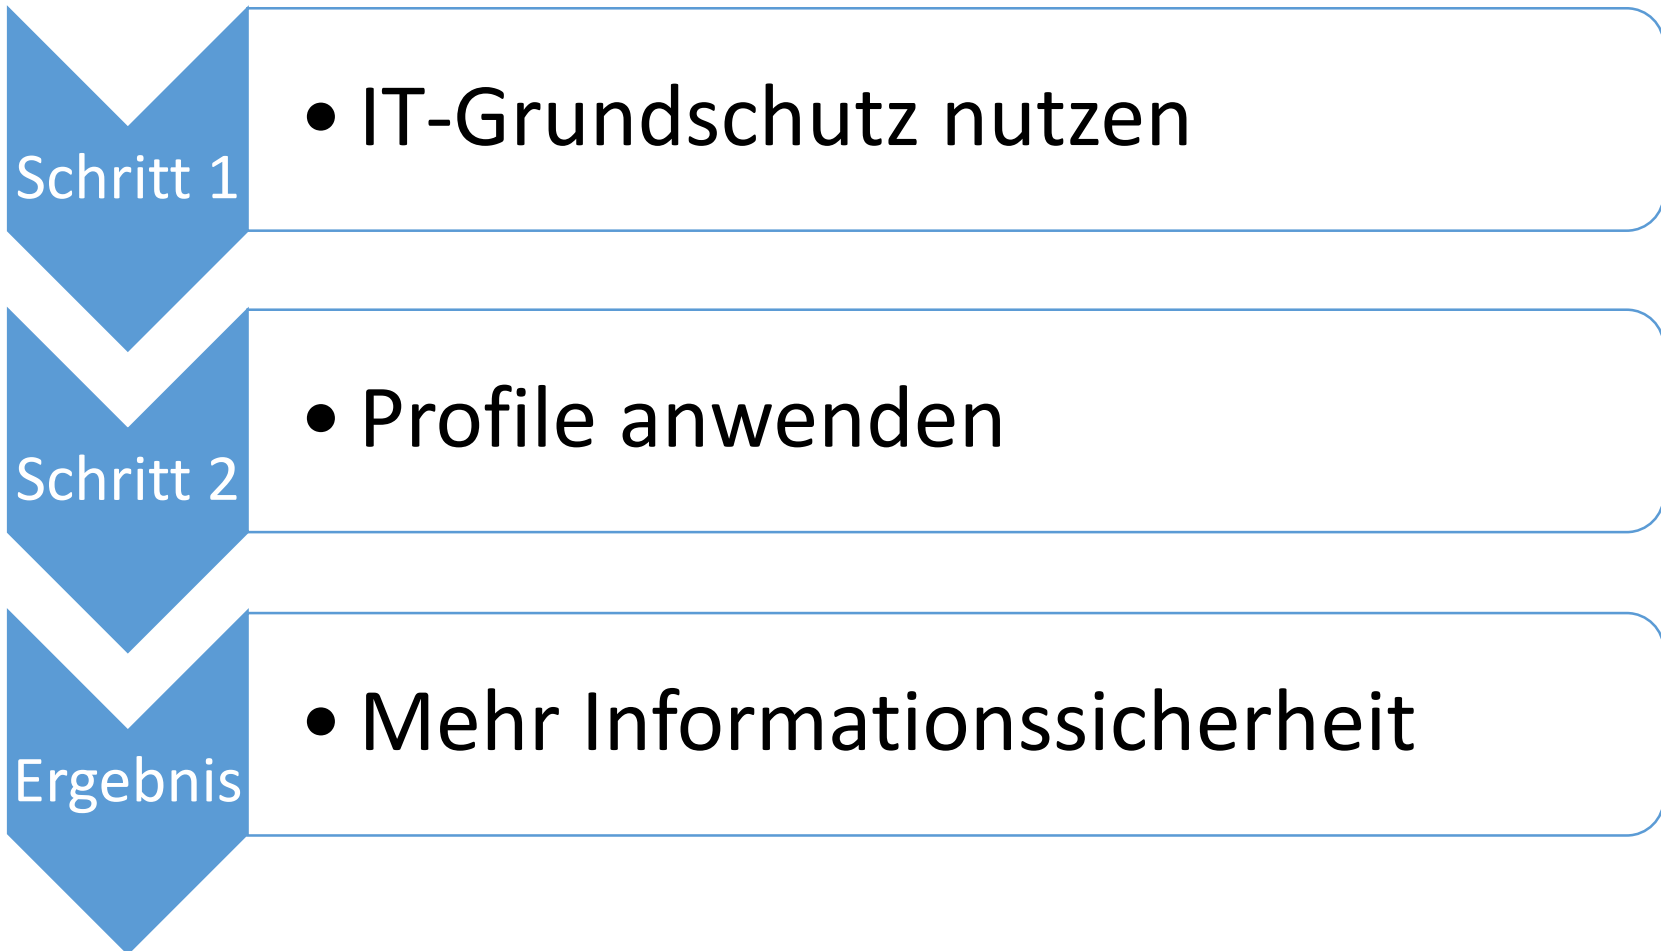 Schritt 1
• IT-Grundschutz nutzen
Schritt 2
• Profile anwenden
Ergebnis
• Mehr Informationssicherheit